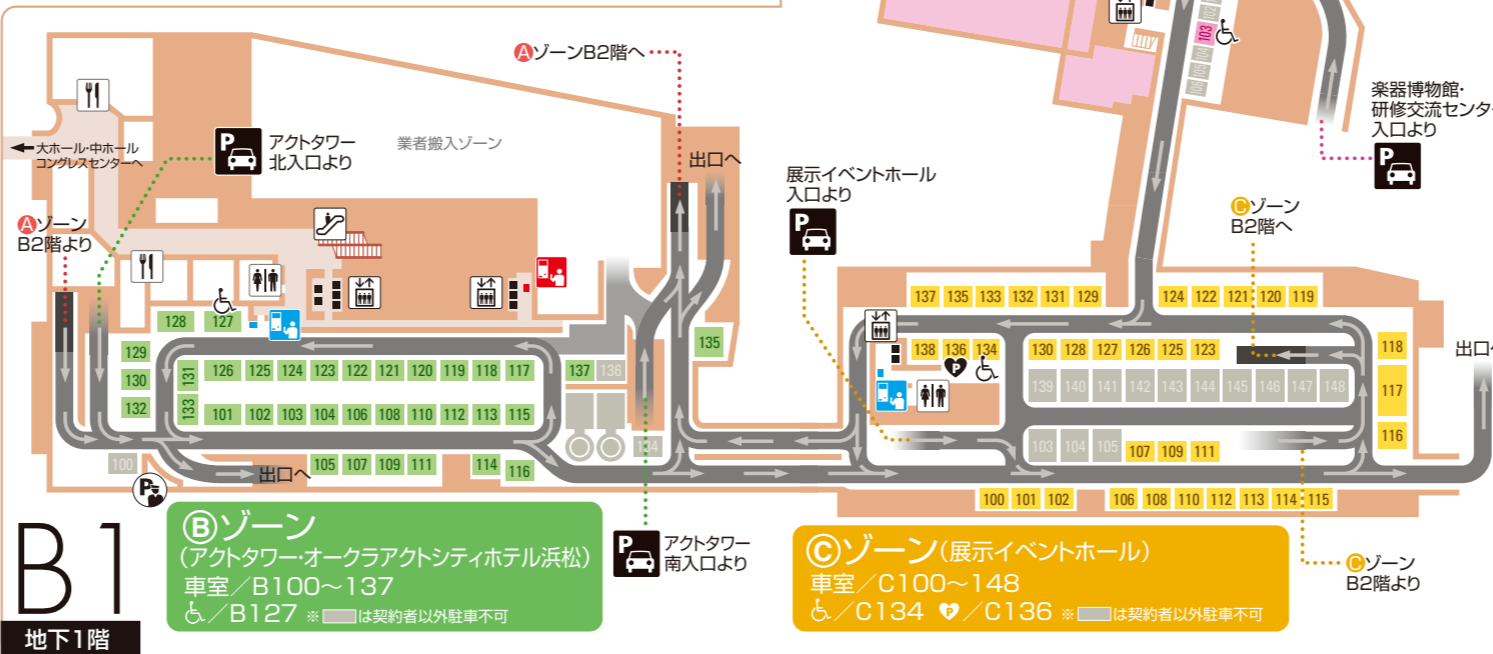 102
103
104
105
106
楽器博物館・
研修交流センター
入口より
P
AゾーンB2階へ
業者搬入ゾーン
P
アクトタワー
北入口より
大ホール・中ホール
コングレスセンターへ
出口へ
展示イベントホール
入口より
P
Aゾーン
B2階より
Cゾーン
B2階へ
128
127
129
130
132
131
133
126 125 124 123 122 121 120 119 118 117
101 102 103 104 106 108 110 112 113 115
137 136
135
134
100
P
出口へ
105 107 109 111
114
116
137 135 133 132 131 129
124 122 121 120 119
138 136 134
P
130 128 127 126 125 123
118
出口へ
139 140 141 142 143 144 145 146 147 148
117
103 104 105 107 109 111
116
100 101 102
106 108 110 112 113 114 115
B1
地下1階
Bゾーン
(アクトタワー・オークラアクトシティホテル浜松)
車室/B100〜137
/B127 ※は契約者以外駐車不可
P
アクトタワー
南入口より
Cゾーン(展示イベントホール)
車室/C100〜148
/C134 P/C136 ※は契約者以外駐車不可
Cゾーン
B2階より